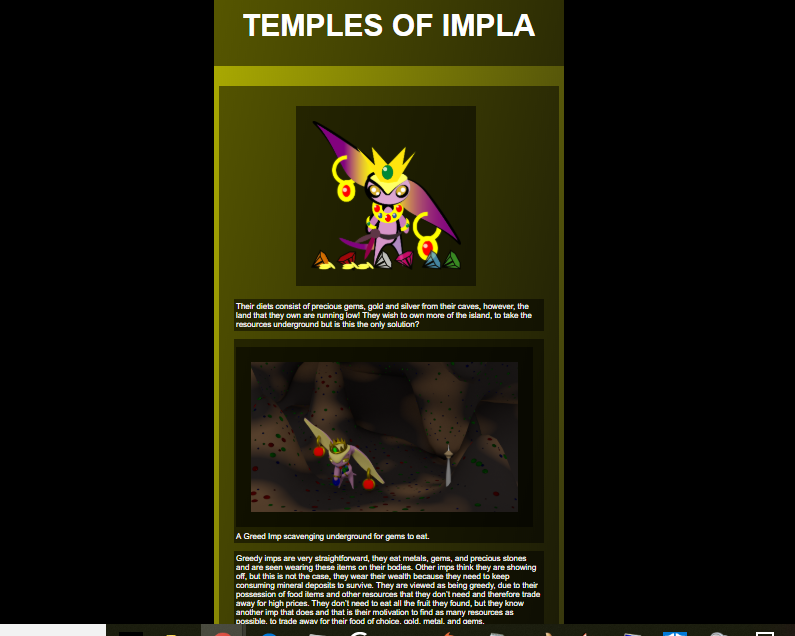 TEMPLES OF IMPLA
Their diets consist of precious gems, gold and silver from their caves, however, the
land that they own are running low! They wish to own more of the island, to take the
resources underground but is this the only solution?
A Greed Imp scavenging underground for gems to eat.
Greedy imps are very straightforward, they eat metals, gems, and precious stones
and are seen wearing these items on their bodies. Other imps think they are showing
off, but this is not the case, they wear their wealth because they need to keep
consuming mineral deposits to survive. They are viewed as being greedy, due to their
possession of food items and other resources that they don't need and therefore trade
away for high prices. They don't need to eat all the fruit they found, but they know
another imp that does and that is their motivation to find as many resources as
possible, to trade away for their food of choice, gold, metal, and gems.